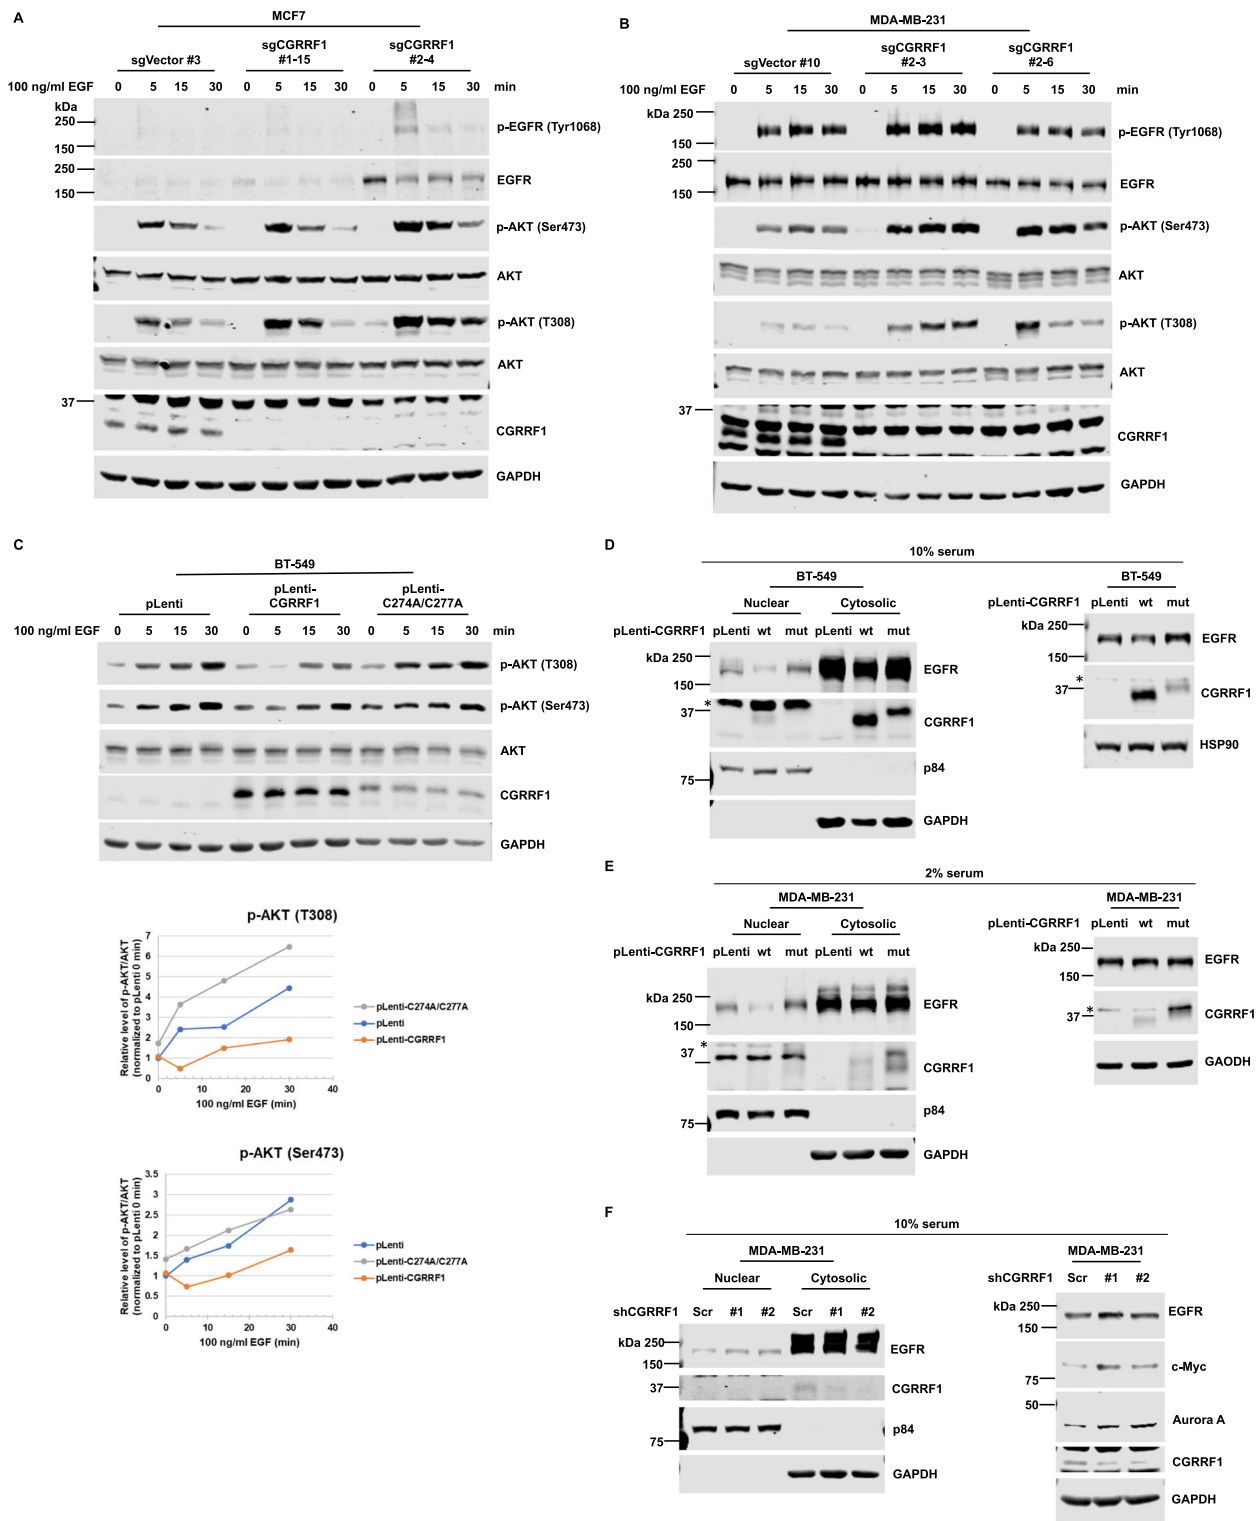 A
MCF7
sgVector #3
sgCGRRF1
#1-15
sgCGRRF1
#2-4
100 ng/ml EGF 0 5 15 30 0 5 15 30 0 5 15 30 min
kDa
250
150
p-EGFR (Tyr1068)
250
150
EGFR
p-AKT (Ser473)
AKT
p-AKT (T308)
AKT
37
CGRRF1
GAPDH
B
MDA-MB-231
sgVector #10
sgCGRRF1
#2-3
sgCGRRF1
#2-6
100 ng/ml EGF 0 5 15 30 0 5 15 30 0 5 15 30 min
kDa 250
150
p-EGFR (Tyr1068)
250
150
EGFR
p-AKT (Ser473)
AKT
p-AKT (T308)
AKT
37
CGRRF1
GAPDH
C
BT-549
pLenti
pLenti-
CGRRF1
pLenti-
C274A/C277A
100 ng/ml EGF 0 5 15 30 0 5 15 30 0 5 15 30 min
p-AKT (T308)
p-AKT (Ser473)
AKT
CGRRF1
GAPDH
p-AKT (T308)
Relative level of p-AKT/AKT
(normalized to pLenti 0 min)
7
6
5
4
3
2
1
0
0 10 20 30 40
100 ng/ml EGF (min)
pLenti-C274A/C277A
pLenti
pLenti-CGRRF1
p-AKT (Ser473)
Relative level of p-AKT/AKT
(normalized to pLenti 0 min)
3.5
3
2.5
2
1.5
1
0.5
0
0 10 20 30 40
100 ng/ml EGF (min)
pLenti
pLenti-C274A/C277A
pLenti-CGRRF1
D
10% serum
BT-549
Nuclear Cytosolic
pLenti-CGRRF1 pLenti wt mut pLenti wt mut
kDa 250
150
EGFR
*
37
CGRRF1
75
p84
GAPDH
BT-549
pLenti-CGRRF1 pLenti wt mut
kDa 250
150
EGFR
*
37
CGRRF1
HSP90
E
2% serum
MDA-MB-231
Nuclear Cytosolic
pLenti-CGRRF1 pLenti wt mut pLenti wt mut
kDa 250
150
EGFR
*
37
CGRRF1
75
p84
GAPDH
MDA-MB-231
pLenti-CGRRF1 pLenti wt mut
kDa 250
150
EGFR
*
37
CGRRF1
GAODH
F
10% serum
MDA-MB-231
Nuclear Cytosolic
shCGRRF1 Scr #1 #2 Scr #1 #2
kDa 250
150
EGFR
37
CGRRF1
75
p84
GAPDH
MDA-MB-231
shCGRRF1 Scr #1 #2
kDa 250
150
EGFR
75
c-Myc
50
Aurora A
CGRRF1
GAPDH